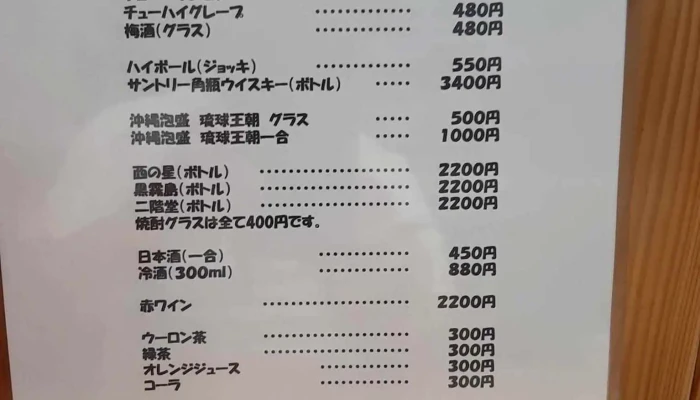 チューハイグレープ ・・・・・・・・・・・・・ 480円
梅酒(グラス) ・・・・・・・・・・・・・ 480円
ハイボール(ジョッキ) ・・・・・・・・・・・・・ 550円
サントリー角瓶ウイスキー(ボトル) ・・・・・ 3400円
沖縄泡盛 琉球王朝 グラス ・・・・・ 500円
沖縄泡盛 琉球王朝一合 ・・・・・ 1000円
酉の星(ボトル) ・・・・・・・・・・・・・・・・・・・・ 2200円
黒霧島(ボトル) ・・・・・・・・・・・・・・・・・・・・ 2200円
二階堂(ボトル) ・・・・・・・・・・・・・・・・・・・・ 2200円
焼酎グラスは全て400円です。
日本酒(一合) ・・・・・・・・・・・・ 450円
冷酒(300ml) ・・・・・・・・・・・・ 880円
赤ワイン ・・・・・・・・・・・・・・・・・・・・ 2200円
ウーロン茶 ・・・・・・・・・・・・・・・・・・・・ 300円
緑茶 ・・・・・・・・・・・・・・・・・・・・ 300円
オレンジジュース ・・・・・・・・・・・・ 300円
コーラ ・・・・・・・・・・・・ 300円